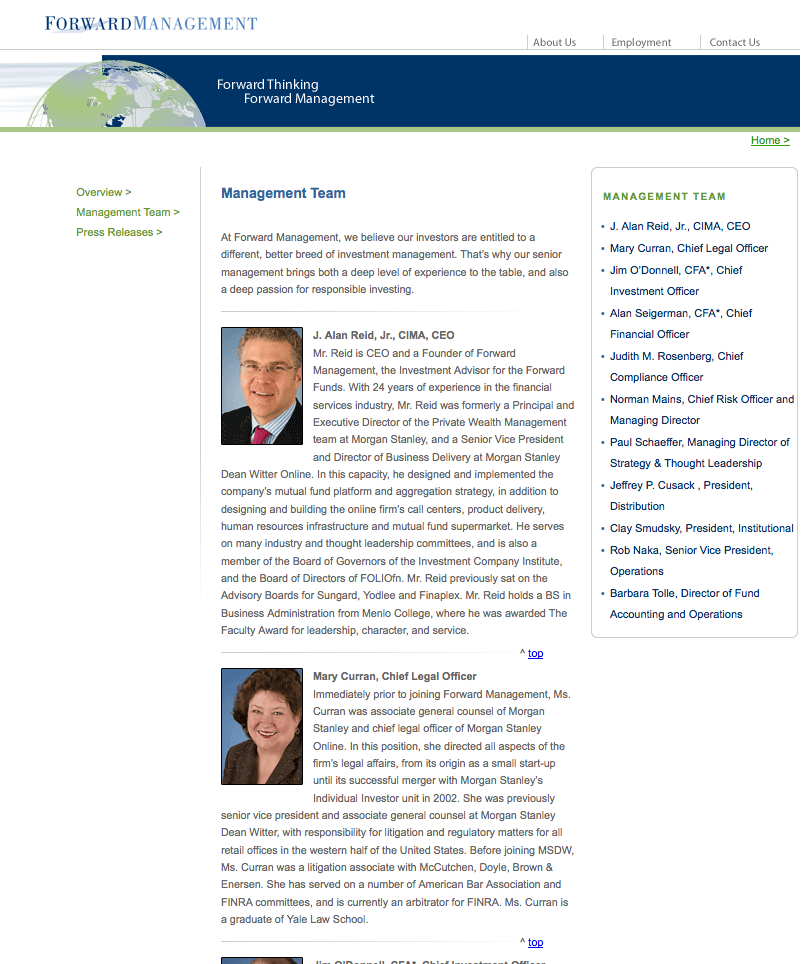 FORWARDMANAGEMENT
About Us
Employment
Contact Us
Forward Thinking
Forward Management
Home >
Overview >
Management Team >
Press Releases >
Management Team
At Forward Management, we believe our investors are entitled to a
different, better breed of investment management. That's why our senior
management brings both a deep level of experience to the table, and also
a deep passion for responsible investing.
J. Alan Reid, Jr., CIMA, CEO
Mr. Reid is CEO and a Founder of Forward
Management, the Investment Advisor for the Forward
Funds. With 24 years of experience in the financial
services industry, Mr. Reid was formerly a Principal and
Executive Director of the Private Wealth Management
team at Morgan Stanley, and a Senior Vice President
and Director of Business Delivery at Morgan Stanley
Dean Witter Online. In this capacity, he designed and implemented the
company's mutual fund platform and aggregation strategy, in addition to
designing and building the online firm's call centers, product delivery,
human resources infrastructure and mutual fund supermarket. He serves
on many industry and thought leadership committees, and is also a
member of the Board of Governors of the Investment Company Institute,
and the Board of Directors of FOLIOfn. Mr. Reid previously sat on the
Advisory Boards for Sungard, Yodlee and Finaplex. Mr. Reid holds a BS in
Business Administration from Menlo College, where he was awarded The
Faculty Award for leadership, character, and service.
^ top
Mary Curran, Chief Legal Officer
Immediately prior to joining Forward Management, Ms.
Curran was associate general counsel of Morgan
Stanley and chief legal officer of Morgan Stanley
Online. In this position, she directed all aspects of the
firm's legal affairs, from its origin as a small start-up
until its successful merger with Morgan Stanley's
Individual Investor unit in 2002. She was previously
senior vice president and associate general counsel at Morgan Stanley
Dean Witter, with responsibility for litigation and regulatory matters for all
retail offices in the western half of the United States. Before joining MSDW,
Ms. Curran was a litigation associate with McCutchen, Doyle, Brown &
Enersen. She has served on a number of American Bar Association and
FINRA committees, and is currently an arbitrator for FINRA. Ms. Curran is
a graduate of Yale Law School.
^ top
Jim O'Donnell, CFA*, Chief Investment Officer
MANAGEMENT TEAM
• J. Alan Reid, Jr., CIMA, CEO
• Mary Curran, Chief Legal Officer
• Jim O'Donnell, CFA*, Chief
Investment Officer
• Alan Seigerman, CFA*, Chief
Financial Officer
• Judith M. Rosenberg, Chief
Compliance Officer
• Norman Mains, Chief Risk Officer and
Managing Director
• Paul Schaeffer, Managing Director of
Strategy & Thought Leadership
• Jeffrey P. Cusack , President,
Distribution
• Clay Smudsky, President, Institutional
• Rob Naka, Senior Vice President,
Operations
• Barbara Tolle, Director of Fund
Accounting and Operations